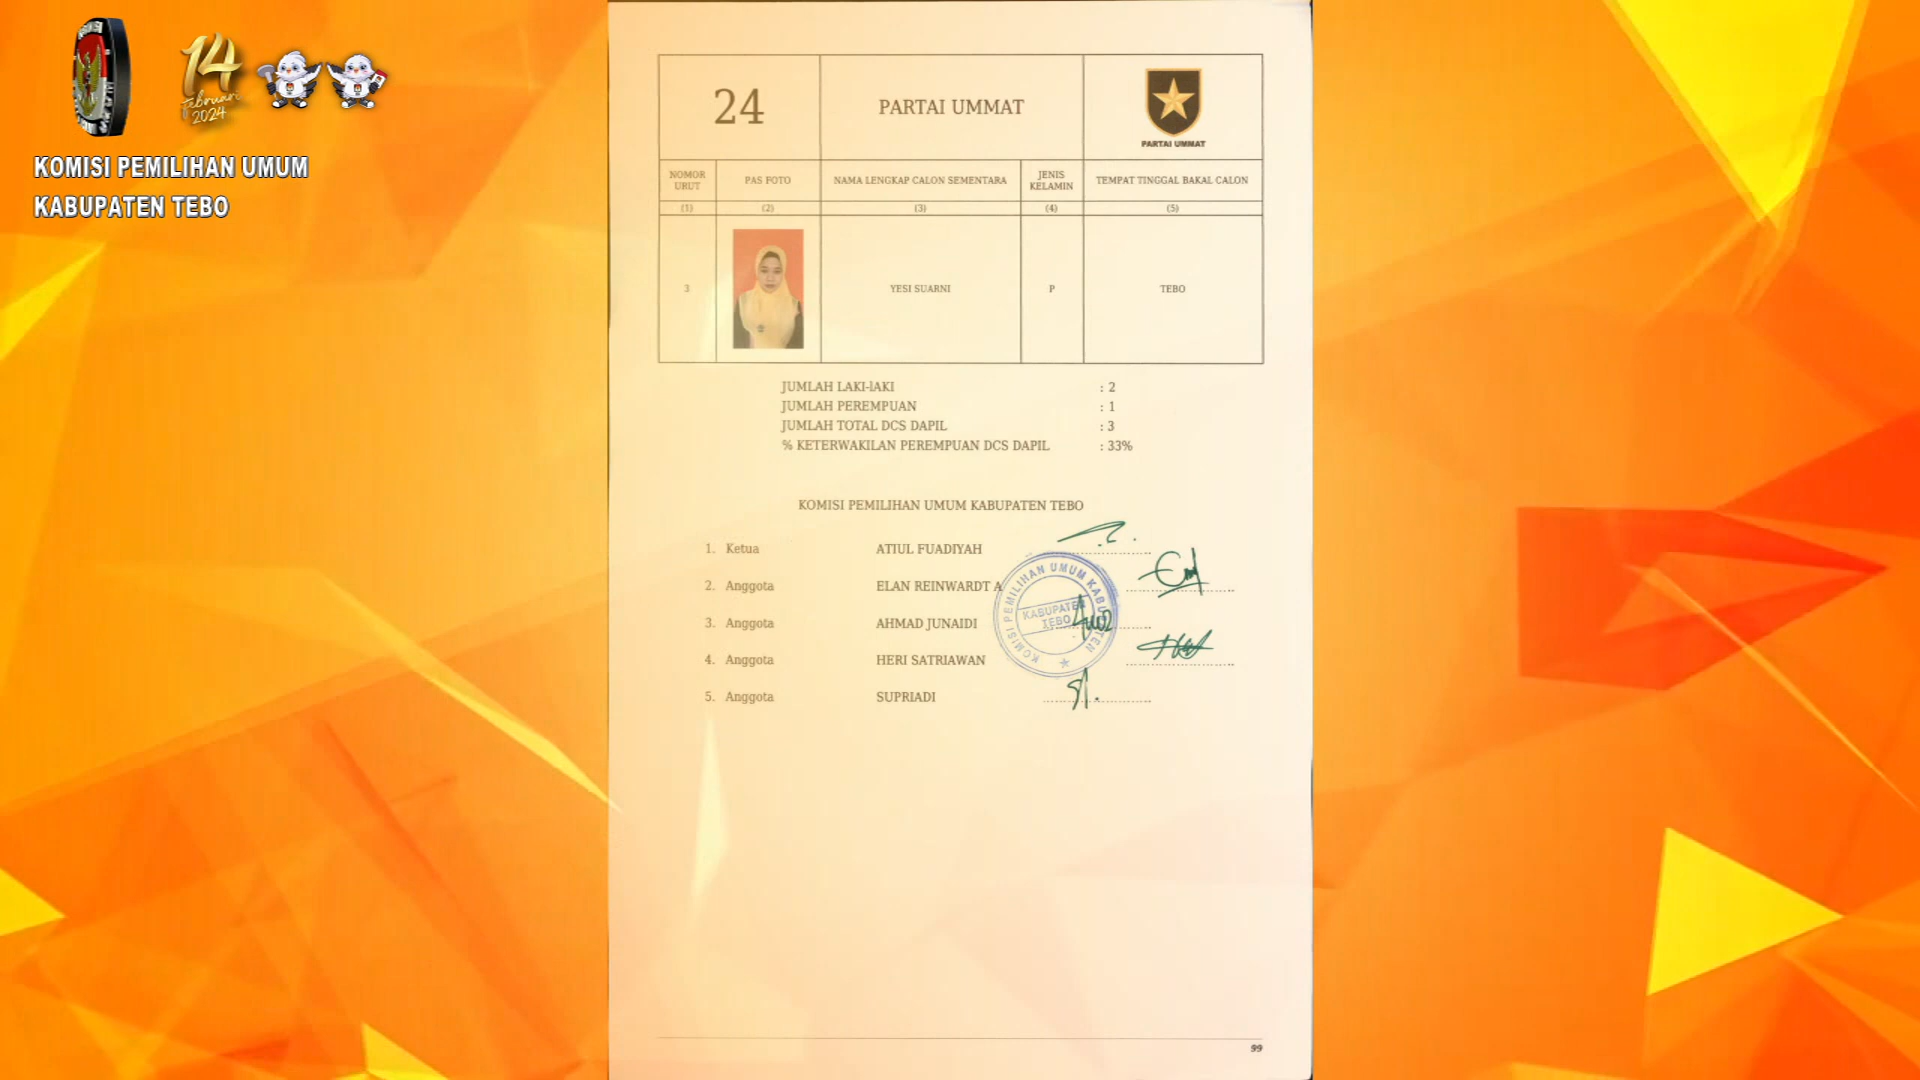 14
Februari
2024
KOMISI PEMILIHAN UMUM
KABUPATEN TEBO
24
PARTAI UMMAT
PARTAI UMMAT
NOMOR URUT
PAS FOTO
NAMA LENGKAP CALON SEMENTARA
JENIS KELAMIN
TEMPAT TINGGAL BAKAL CALON
(1) (2) (3) (4) (5)
3 YESI SUARNI P TEBO
JUMLAH LAKI-lAKI : 2
JUMLAH PEREMPUAN : 1
JUMLAH TOTAL DCS DAPIL : 3
% KETERWAKILAN PEREMPUAN DCS DAPIL : 33%
KOMISI PEMILIHAN UMUM KABUPATEN TEBO
1. Ketua ATIUL FUADIYAH
2. Anggota ELAN REINWARDT A
3. Anggota AHMAD JUNAIDI
4. Anggota HERI SATRIAWAN
5. Anggota SUPRIADI
KOMISI PEMILIHAN UMUM KABUPATEN
KABUPATEN
TEBO
99